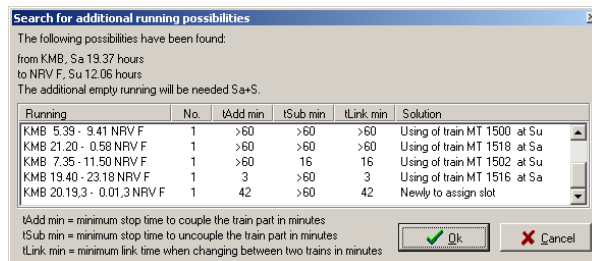 Search for additional running possibilities
The following possibilities have been found:
from KMB, Sa 19.37 hours
to NRV F, Su 12.06 hours
The additional empty running will be needed Sa+S.
Running No. tAdd min tSub min tLink min Solution
KMB 5.39 - 9.41 NRV F 1 >60 >60 >60 Using of train MT 1500 at Su
KMB 21.20 - 0.58 NRV F 1 >60 >60 >60 Using of train MT 1518 at Sa
KMB 7.35 - 11.50 NRV F 1 >60 16 16 Using of train MT 1502 at Su
KMB 19.40 - 23.18 NRV F 1 3 >60 3 Using of train MT 1516 at Sa
KMB 20.19,3 - 0.01,3 NRV F 1 42 >60 42 Newly to assign slot
tAdd min = minimum stop time to couple the train part in minutes
tSub min = minimum stop time to uncouple the train part in minutes
tLink min = minimum link time when changing between two trains in minutes
Ok
Cancel